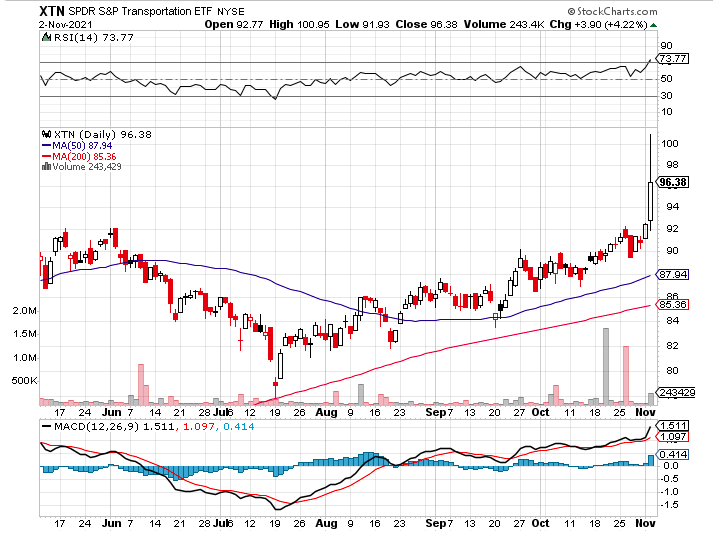 XTN SPDR S&P Transportation ETF NYSE © StockCharts.com
2-Nov-2021 Open 92.77 High 100.95 Low 91.93 Close 96.38 Volume 243.4K Chg +3.90 (+4.22%)
RSI(14) 73.77
90
73.77
50
30
10
XTN (Daily) 96.38
MA(50) 87.94
MA(200) 85.36
Volume 243,429
100
98
96.38
94
92
90
87.94
86
85.36
84
82
80
2.0M
1.5M
1.0M
500K
243429
17 24 Jun 7 14 21 28 Jul 6 12 19 26 Aug 9 16 23 Sep 7 13 20 27 Oct 11 18 25 Nov
MACD(12,26,9) 1.511, 1.097, 0.414
1.511
1.097
0.414
0.0
-0.5
-1.0
-1.5
17 24 Jun 7 14 21 28 Jul 6 12 19 26 Aug 9 16 23 Sep 7 13 20 27 Oct 11 18 25 Nov